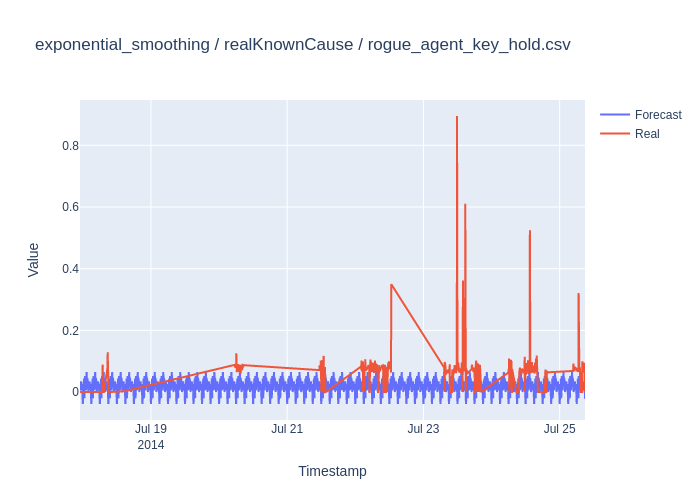 exponential_smoothing / realKnownCause / rogue_agent_key_hold.csv
Forecast
Real
Value
0.8
0.6
0.4
0.2
0
Jul 19
2014
Jul 21
Jul 23
Jul 25
Timestamp